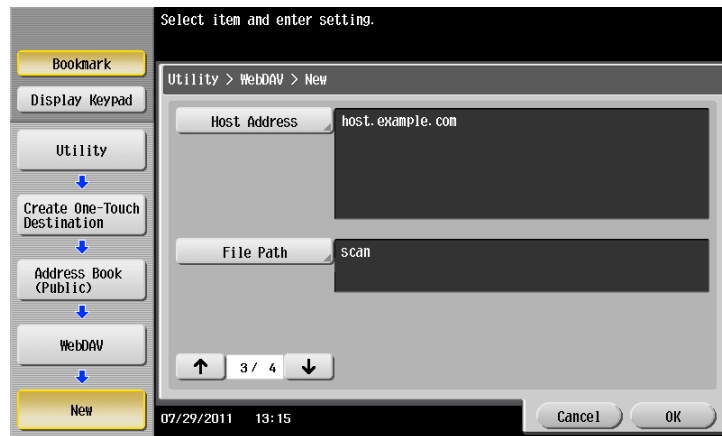 Select item and enter setting.
Bookmark
Display Keypad
Utility
Create One-Touch
Destination
Address Book
(Public)
WebDAV
New
Utility > WebDAV > New
Host Address
host.example.com
File Path
scan
↑ 3/ 4 ↓
07/29/2011 13:15
Cancel
OK